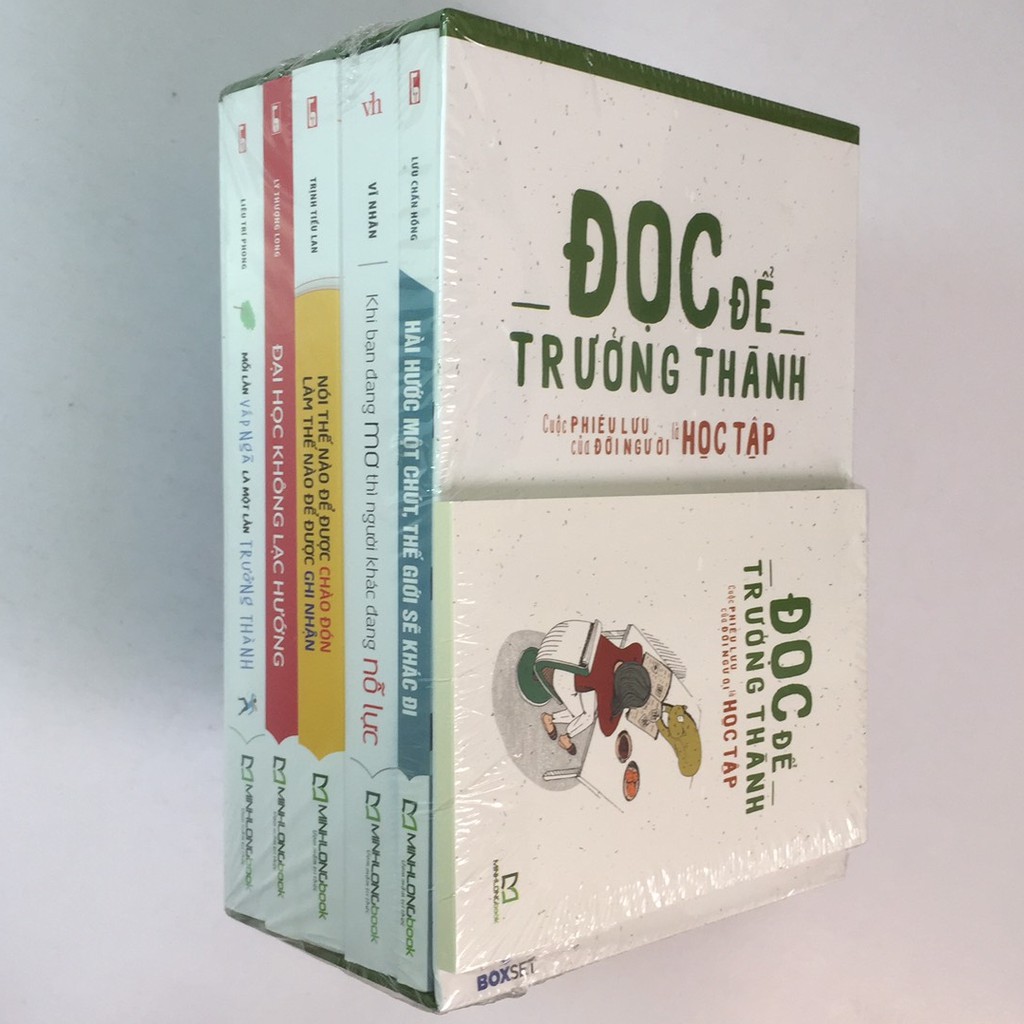 LIÊU TRÍ PHONG
MỖI LẦN VẤP NGÃ LÀ MỘT LẦN TRƯỞNG THÀNH
MINHLONGbook
LÝ THƯỢNG LONG
ĐẠI HỌC KHÔNG LẠC HƯỚNG
MINHLONGbook
TRỊNH TIỂU LAN
NÓI THẾ NÀO ĐỂ ĐƯỢC CHÀO ĐÓN
LÀM THẾ NÀO ĐỂ ĐƯỢC GHI NHẬN
MINHLONGbook
vh
VĨ NHÂN
Khi bạn đang mơ thì người khác đang nỗ lực
MINHLONGbook
LƯU CHẤN HỒNG
HÀI HƯỚC MỘT CHÚT, THẾ GIỚI SẼ KHÁC ĐI
MINHLONGbook
ĐỌC ĐỂ
TRƯỞNG THÀNH
Cuộc PHIÊU LƯU
của ĐỜI NGƯỜI là HỌC TẬP
ĐỌC ĐỂ
TRƯỞNG THÀNH
Cuộc PHIÊU LƯU
của ĐỜI NGƯỜI là HỌC TẬP
MINHLONGbook
BOXSET